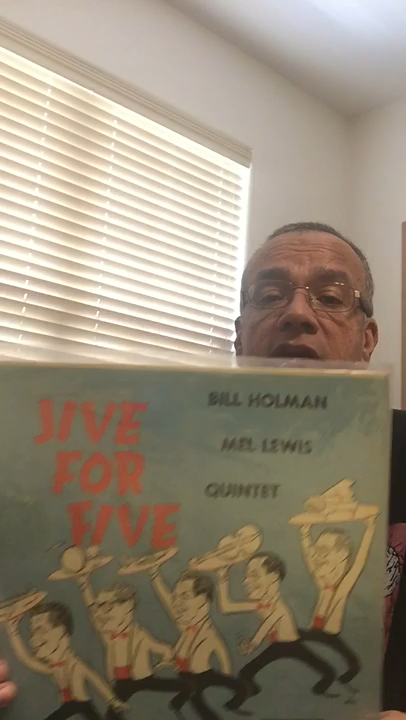 JIVE
FOR
FIVE
BILL HOLMAN
MEL LEWIS
QUINTET